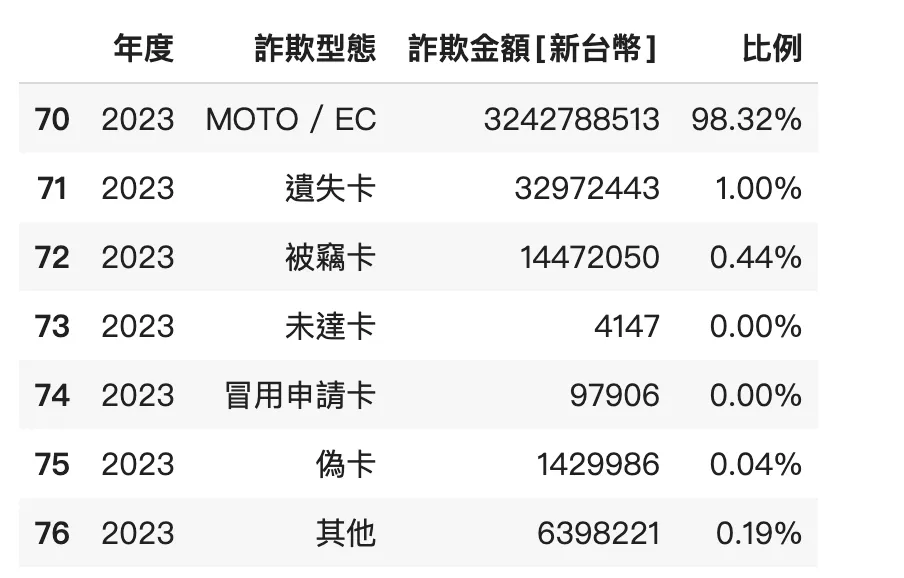 年度 詐欺型態 詐欺金額[新台幣] 比例
70 2023 MOTO / EC 3242788513 98.32%
71 2023 遺失卡 32972443 1.00%
72 2023 被竊卡 14472050 0.44%
73 2023 未達卡 4147 0.00%
74 2023 冒用申請卡 97906 0.00%
75 2023 偽卡 1429986 0.04%
76 2023 其他 6398221 0.19%